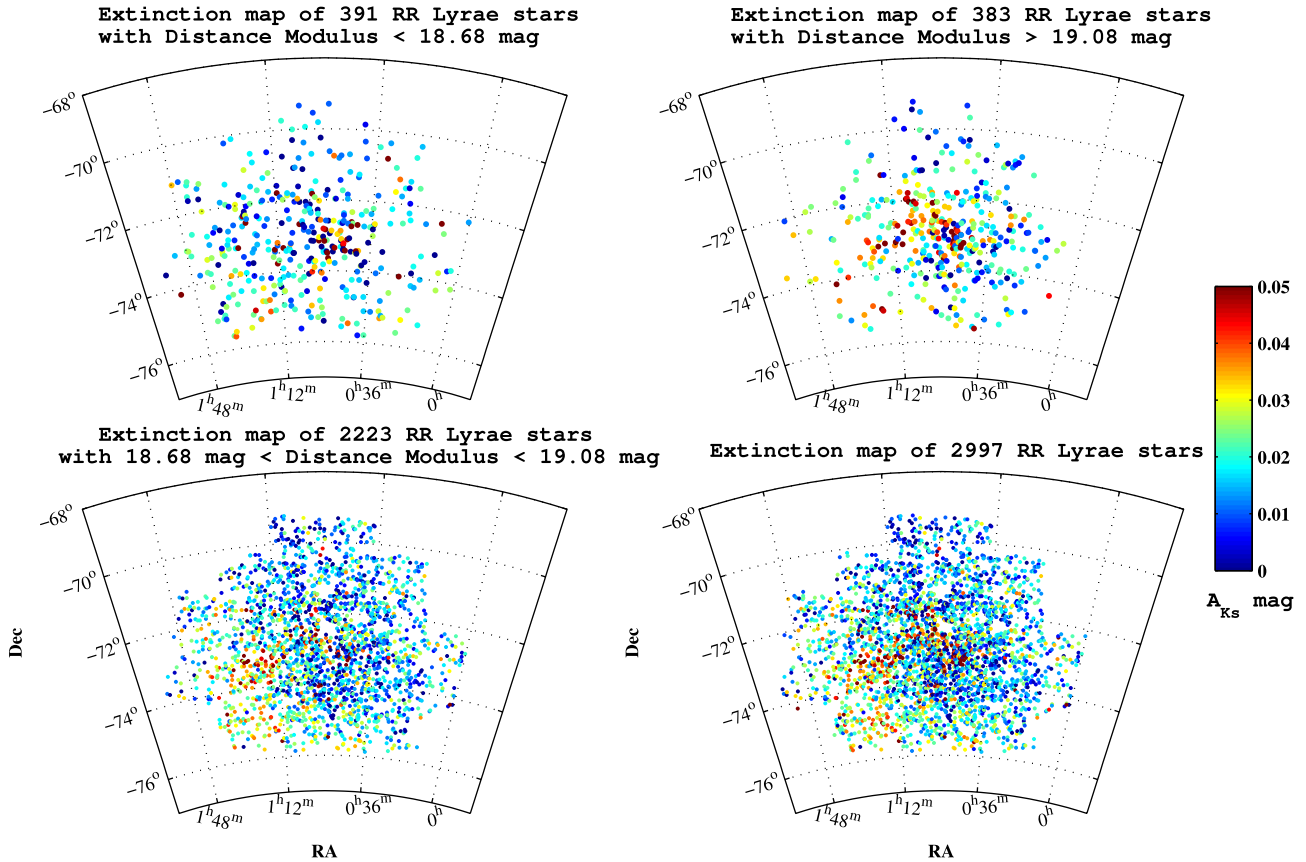 Extinction map of 391 RR Lyrae stars
with Distance Modulus < 18.68 mag
−68°
−70°
−72°
−74°
−76°
1h48m
1h12m
0h36m
0h
Extinction map of 383 RR Lyrae stars
with Distance Modulus > 19.08 mag
−68°
−70°
−72°
−74°
−76°
1h48m
1h12m
0h36m
0h
Extinction map of 2223 RR Lyrae stars
with 18.68 mag < Distance Modulus < 19.08 mag
−68°
−70°
−72°
−74°
−76°
1h48m
1h12m
0h36m
0h
Dec
RA
Extinction map of 2997 RR Lyrae stars
−68°
−70°
−72°
−74°
−76°
1h48m
1h12m
0h36m
0h
Dec
RA
0.05
0.04
0.03
0.02
0.01
0
AKs mag